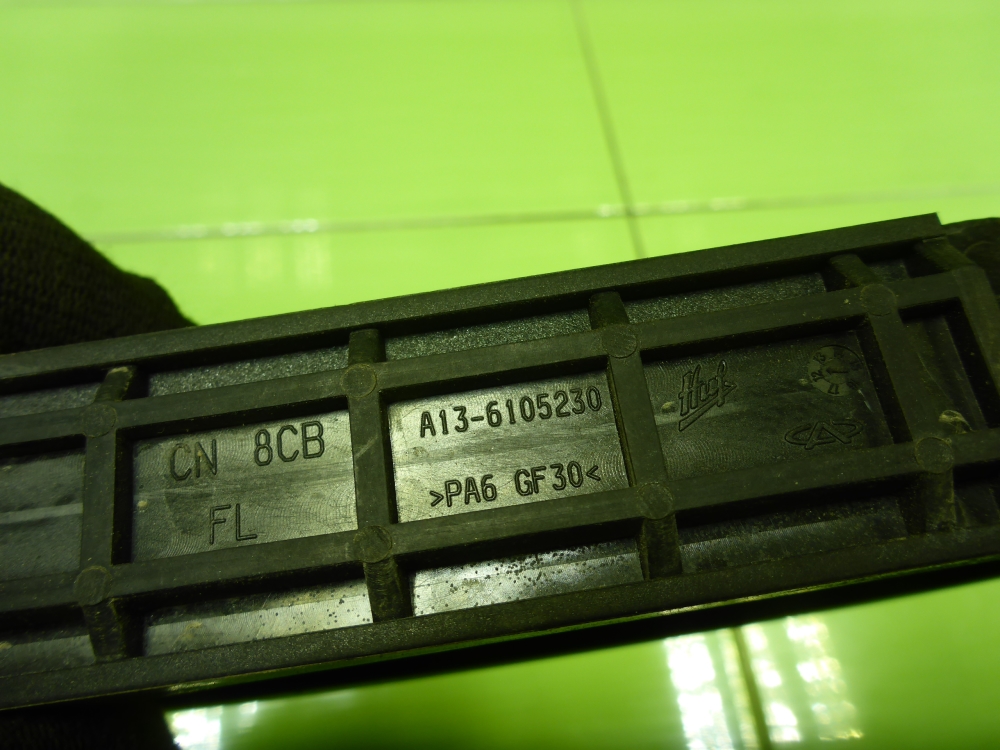 CN 8CB
FL
A13-6105230
>PA6 GF30<